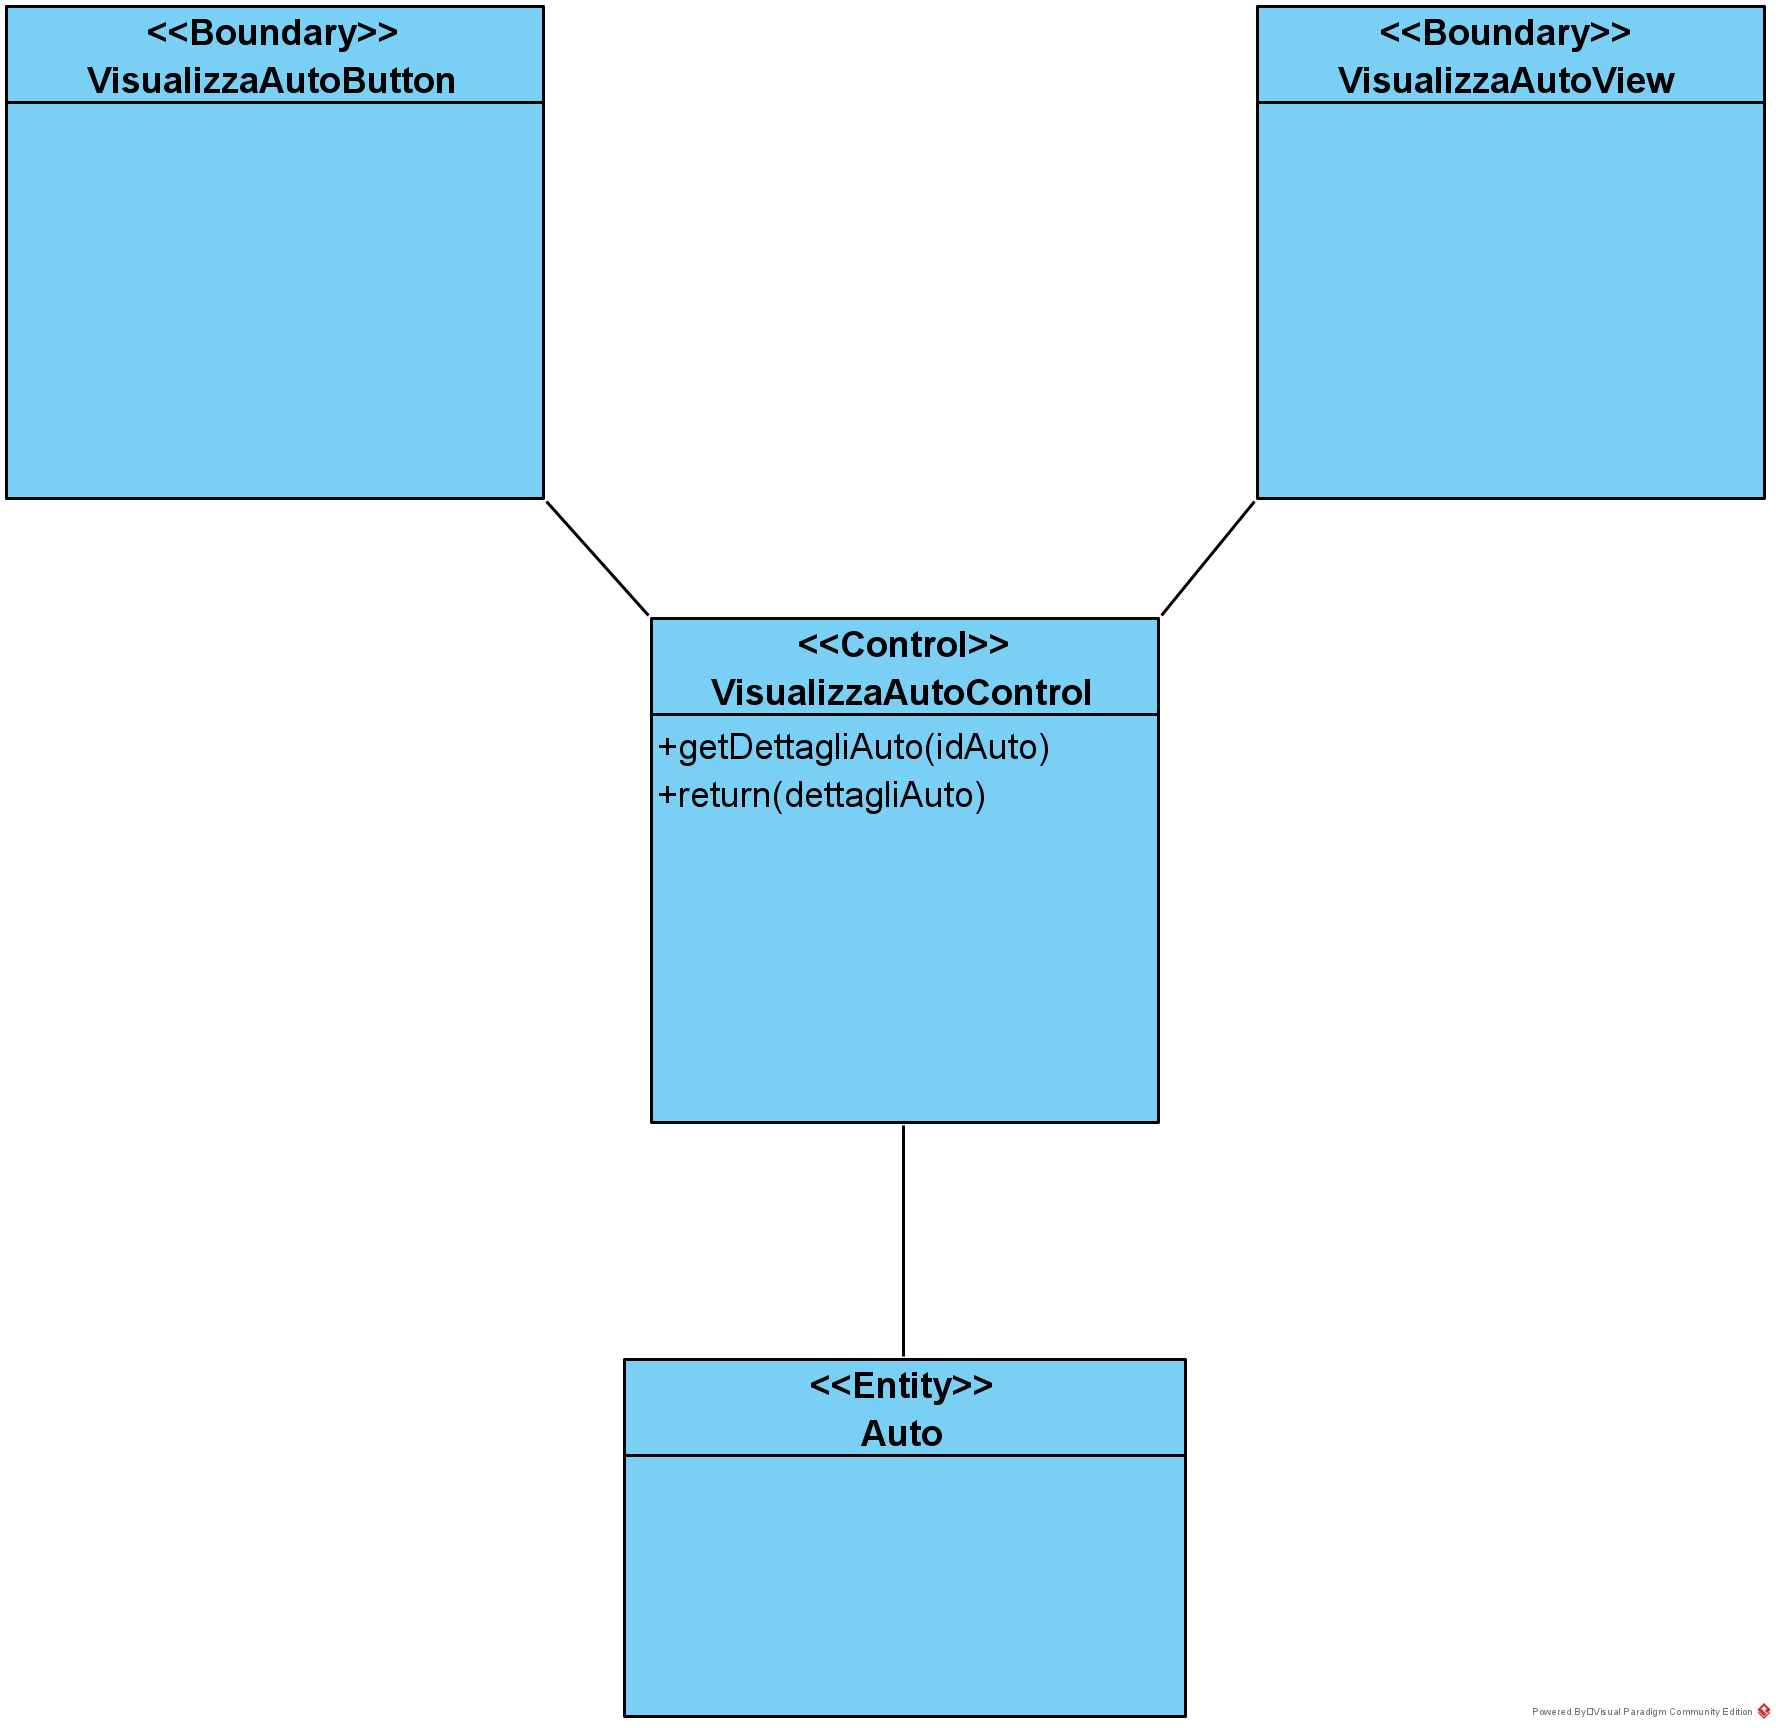 <<Boundary>>
VisualizzaAutoButton
<<Boundary>>
VisualizzaAutoView
<<Control>>
VisualizzaAutoControl
+getDettagliAuto(idAuto)
+return(dettagliAuto)
<<Entity>>
Auto
Powered By Visual Paradigm Community Edition